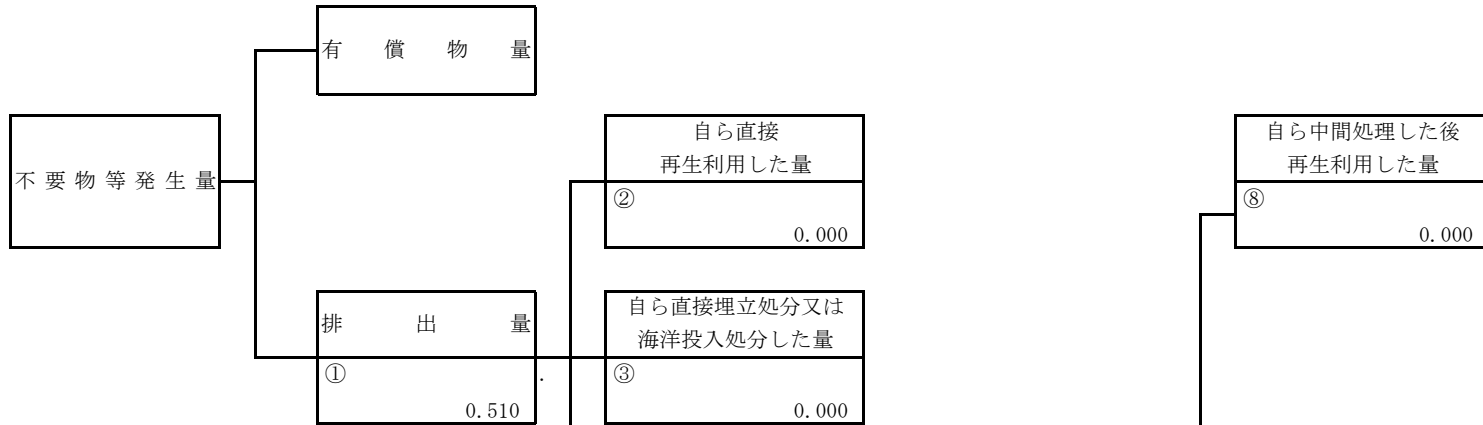 有償物量
自ら直接
再生利用した量
自ら中間処理した後
再生利用した量
不要物等発生量
②
⑧
0.000
0.000
排出量
自ら直接埋立処分又は
海洋投入処分した量
①
③
0.510
0.000